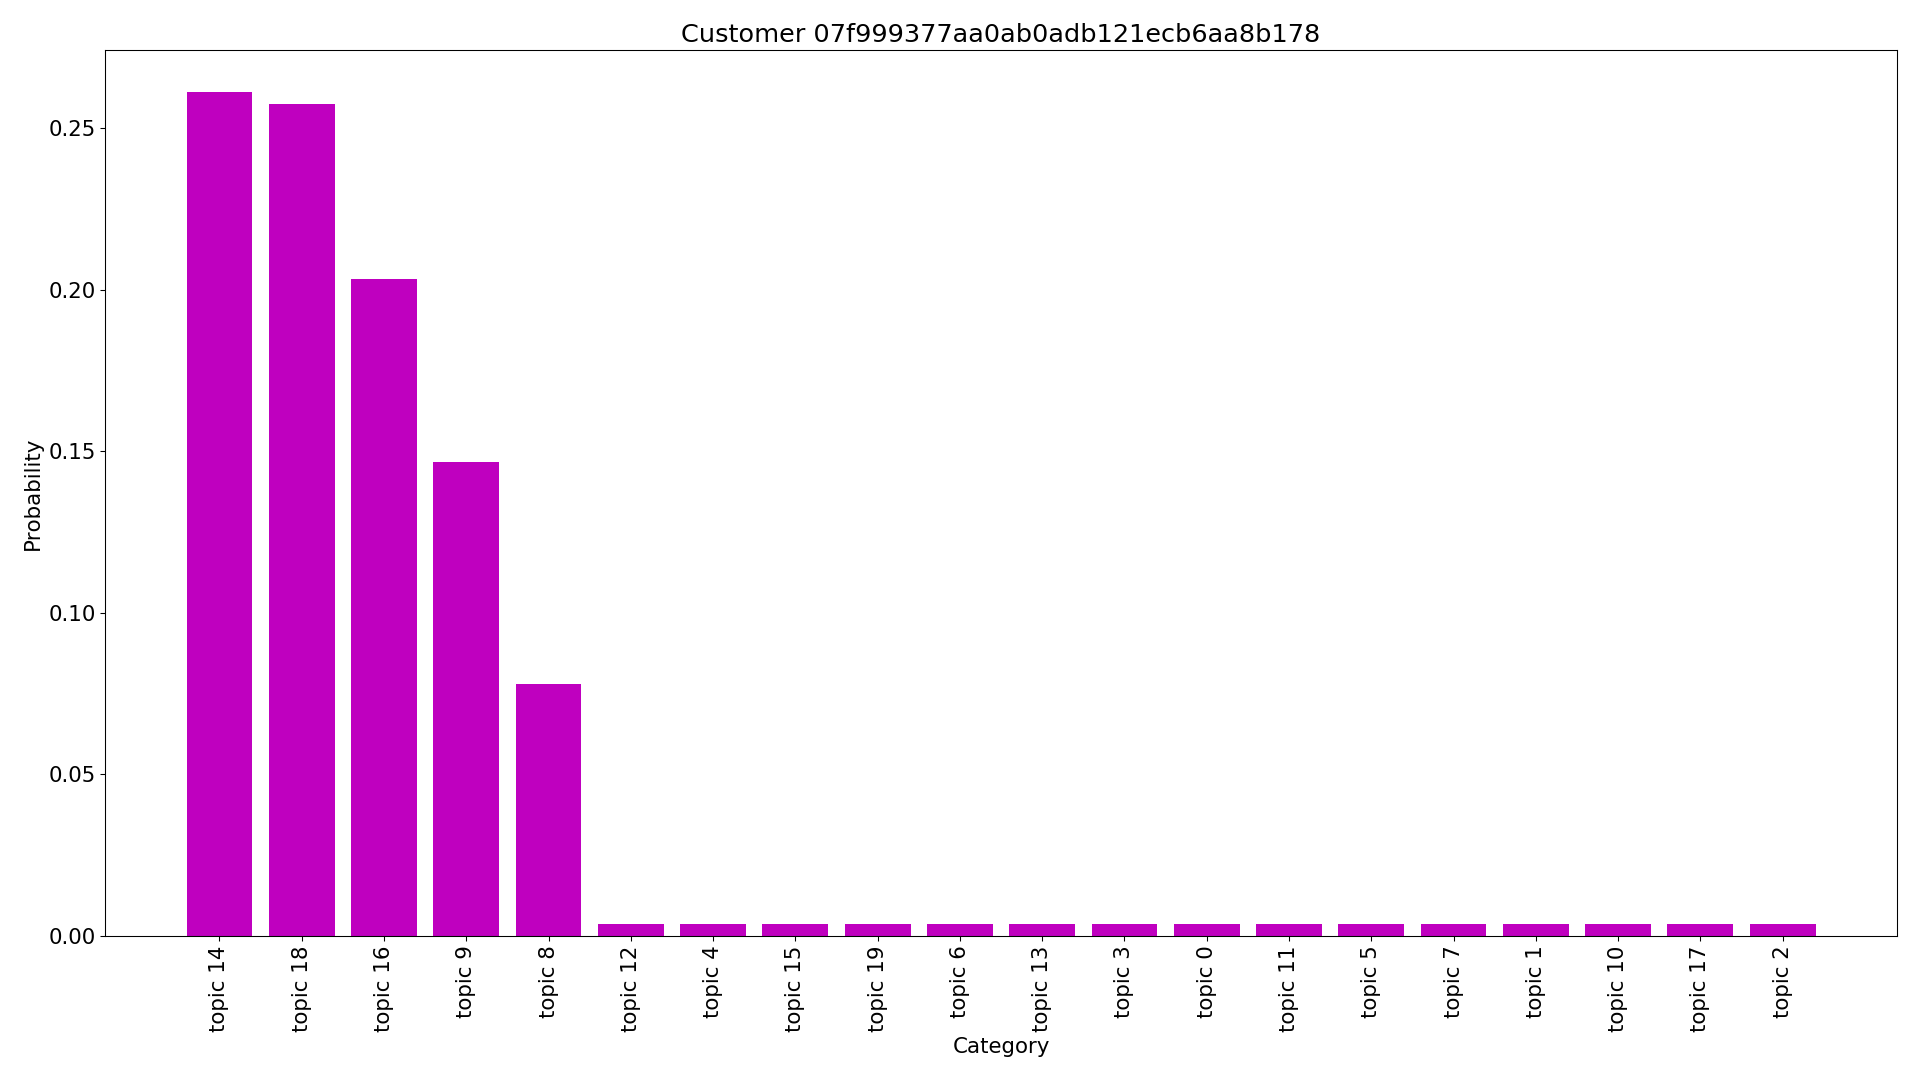 Customer 07f999377aa0ab0adb121ecb6aa8b178
Probability
0.25
0.20
0.15
0.10
0.05
0.00
topic 14
topic 18
topic 16
topic 9
topic 8
topic 12
topic 4
topic 15
topic 19
topic 6
topic 13
topic 3
topic 0
topic 11
topic 5
topic 7
topic 1
topic 10
topic 17
topic 2
Category